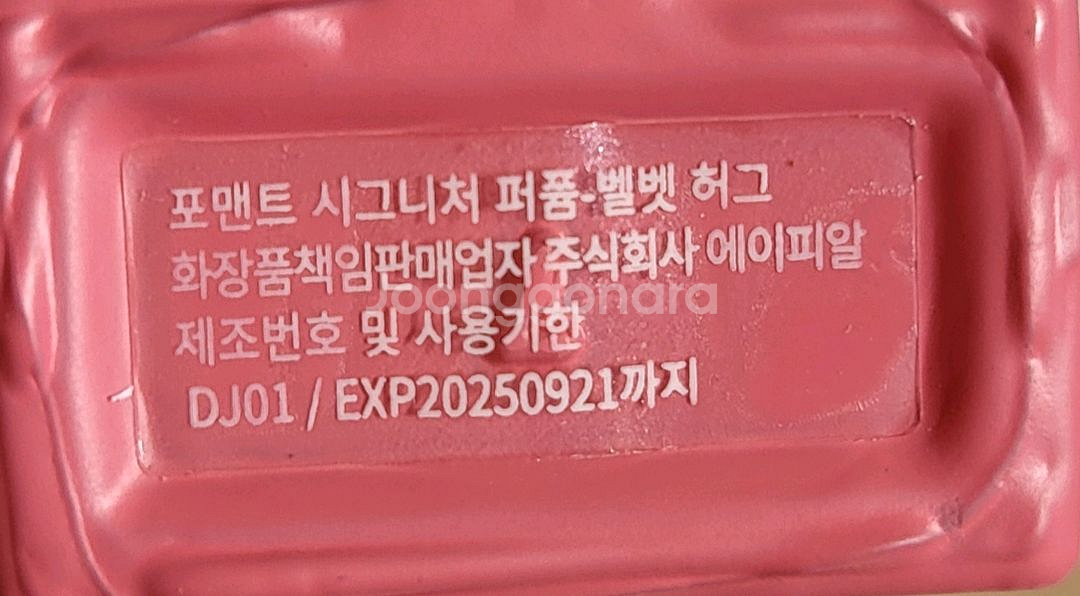 포맨트 시그니처 퍼퓸-벨벳 허그
화장품책임판매업자 주식회사 에이피알
Joonggonara
제조번호 및 사용기한
DJ01 / EXP20250921까지